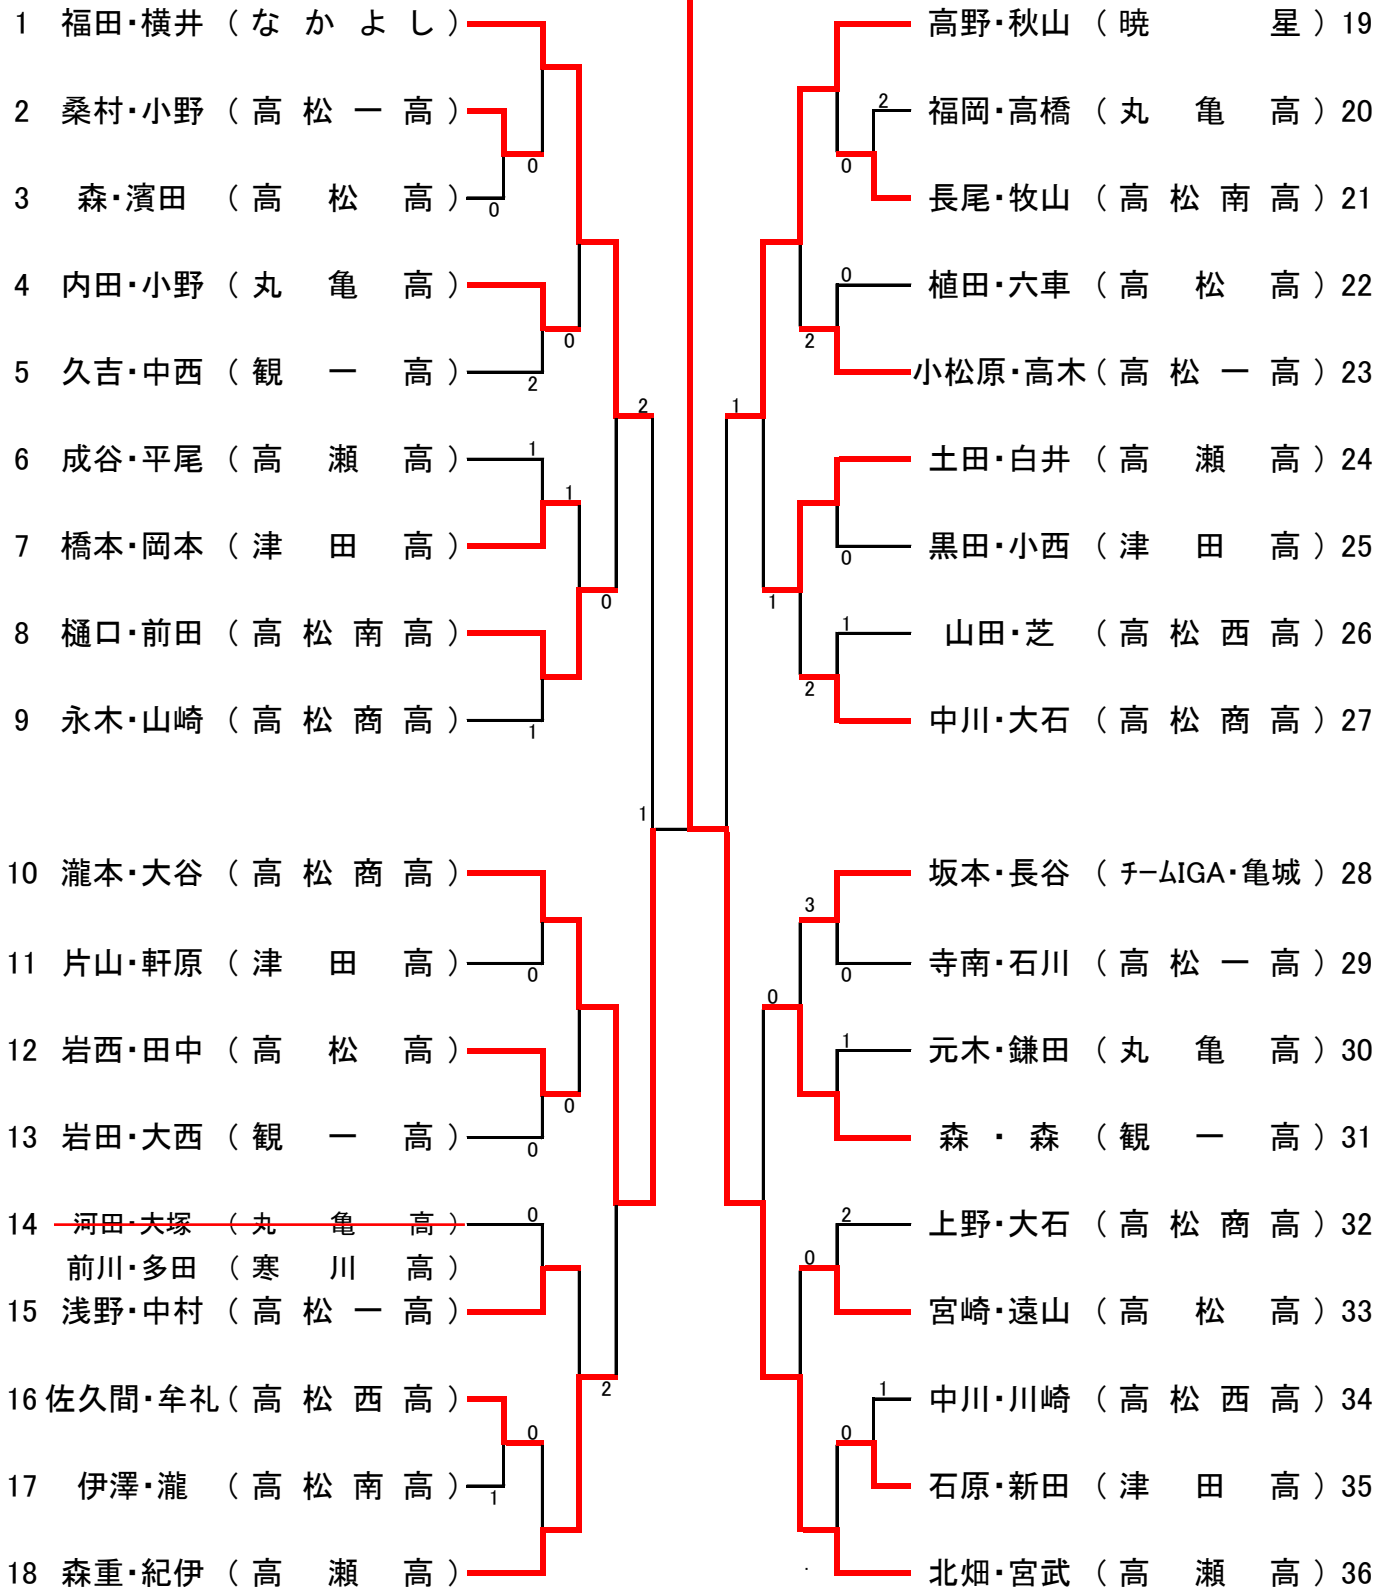 1 福田・横井 （ な か よ し ）
2 桑村・小野 （ 高 松 一 高 ）
0
3 森・濱田 （ 高 松 高 ）
0
4 内田・小野 （ 丸 亀 高 ）
0
5 久吉・中西 （ 観 一 高 ）
2
2
6 成谷・平尾 （ 高 瀬 高 ）
1
1
7 橋本・岡本 （ 津 田 高 ）
0
8 樋口・前田 （ 高 松 南 高 ）
9 永木・山崎 （ 高 松 商 高 ）
1
1
10 瀧本・大谷 （ 高 松 商 高 ）
11 片山・軒原 （ 津 田 高 ）
0
12 岩西・田中 （ 高 松 高 ）
0
13 岩田・大西 （ 観 一 高 ）
0
14 河田・大塚 （ 丸 亀 高 ）
0
前川・多田 （ 寒 川 高 ）
15 浅野・中村 （ 高 松 一 高 ）
2
16 佐久間・牟礼 （ 高 松 西 高 ）
0
17 伊澤・瀧 （ 高 松 南 高 ）
1
18 森重・紀伊 （ 高 瀬 高 ）
高野・秋山 （ 暁 星 ） 19
2
福岡・高橋 （ 丸 亀 高 ） 20
0
長尾・牧山 （ 高 松 南 高 ） 21
0
植田・六車 （ 高 松 高 ） 22
2
小松原・高木 （ 高 松 一 高 ） 23
1
土田・白井 （ 高 瀬 高 ） 24
黒田・小西 （ 津 田 高 ） 25
0
1
1
山田・芝 （ 高 松 西 高 ） 26
2
中川・大石 （ 高 松 商 高 ） 27
坂本・長谷 （ チームIGA・亀城 ） 28
3
寺南・石川 （ 高 松 一 高 ） 29
0
0
1
元木・鎌田 （ 丸 亀 高 ） 30
森 ・ 森 （ 観 一 高 ） 31
2
上野・大石 （ 高 松 商 高 ） 32
0
宮崎・遠山 （ 高 松 高 ） 33
1
中川・川崎 （ 高 松 西 高 ） 34
0
石原・新田 （ 津 田 高 ） 35
北畑・宮武 （ 高 瀬 高 ） 36